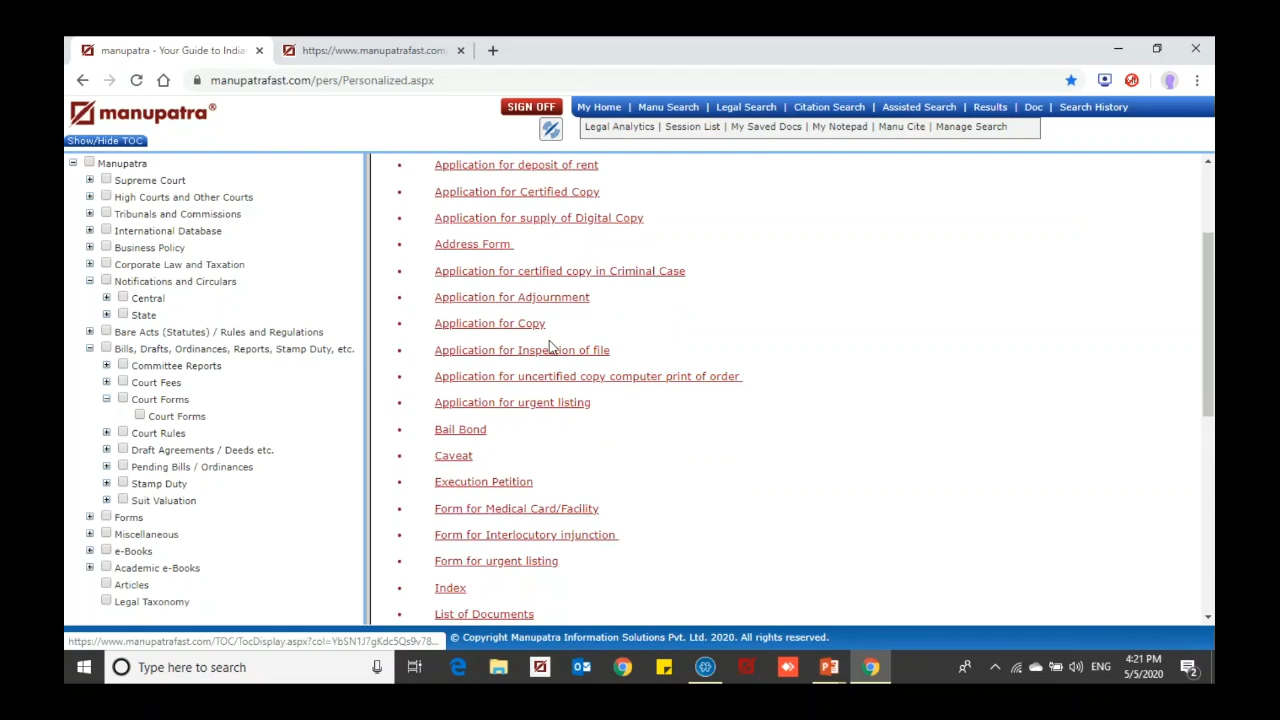 manupatra - Your Guide to India
https://www.manupatrafast.com
manupatrafast.com/pers/Personalized.aspx
manupatra®
SIGN OFF
My Home | Manu Search | Legal Search | Citation Search | Assisted Search | Results | Doc | Search History
Legal Analytics | Session List | My Saved Docs | My Notepad | Manu Cite | Manage Search
Show/Hide TOC
Manupatra
Supreme Court
High Courts and Other Courts
Tribunals and Commissions
International Database
Business Policy
Corporate Law and Taxation
Notifications and Circulars
Central
State
Bare Acts (Statutes) / Rules and Regulations
Bills, Drafts, Ordinances, Reports, Stamp Duty, etc.
Committee Reports
Court Fees
Court Forms
Court Forms
Court Rules
Draft Agreements / Deeds etc.
Pending Bills / Ordinances
Stamp Duty
Suit Valuation
Forms
Miscellaneous
e-Books
Academic e-Books
Articles
Legal Taxonomy
• Application for deposit of rent
• Application for Certified Copy
• Application for supply of Digital Copy
• Address Form
• Application for certified copy in Criminal Case
• Application for Adjournment
• Application for Copy
• Application for Inspection of file
• Application for uncertified copy computer print of order
• Application for urgent listing
• Bail Bond
• Caveat
• Execution Petition
• Form for Medical Card/Facility
• Form for Interlocutory injunction
• Form for urgent listing
• Index
• List of Documents
https://www.manupatrafast.com/TOC/TocDisplay.aspx?col=YbSN1J7gKdc5Qs9v78...
© Copyright Manupatra Information Solutions Pvt. Ltd. 2020. All rights reserved.
Type here to search
ENG
4:21 PM
5/5/2020
2